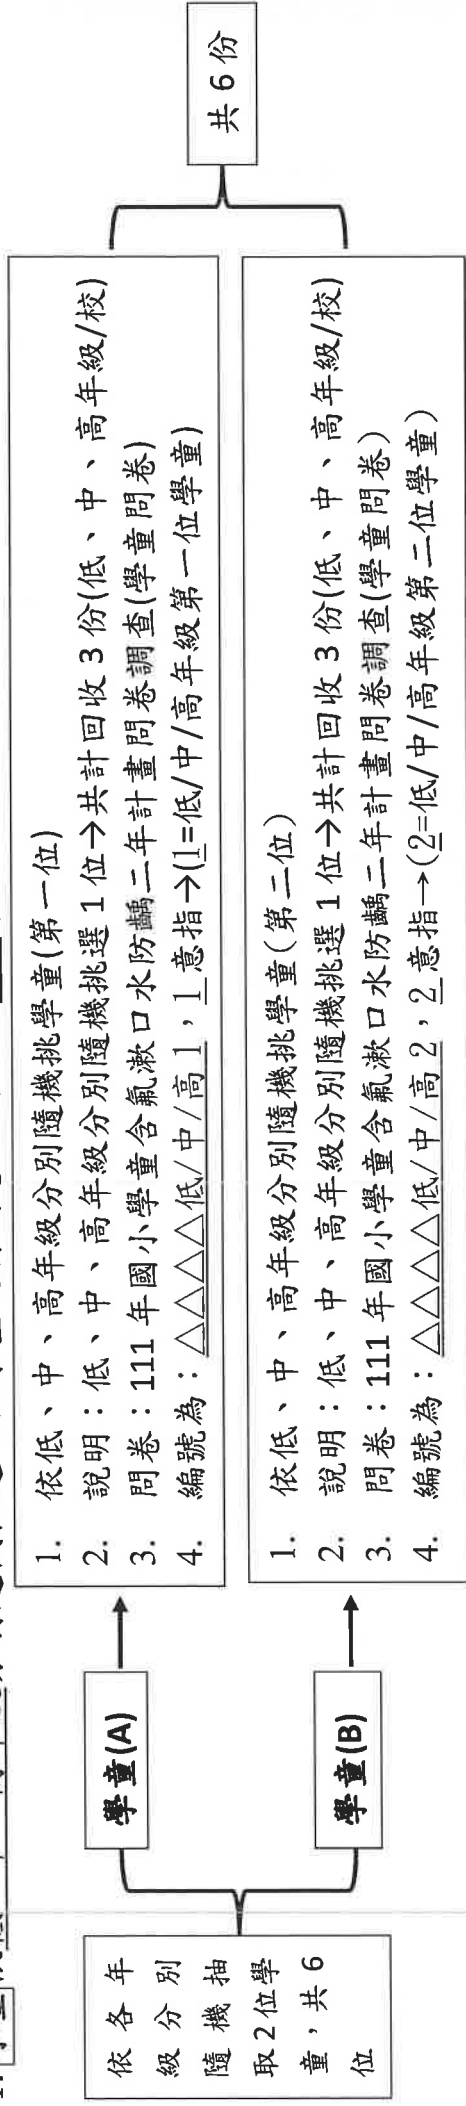 依各年
級分別
隨機抽
取2位學
童，共6
位
學童(A)
1. 依低、中、高年級分別隨機挑學童(第一位)
2. 說明：低、中、高年級分別隨機挑選1位→共計回收3份(低、中、高年級/校)
3. 問卷：111年國小學童含氟漱口水防齲二年計畫問卷調查(學童問卷)
4. 編號為：△△△△△低/中/高1，1意指→(1=低/中/高年級第一位學童)
學童(B)
1. 依低、中、高年級分別隨機挑學童(第二位)
2. 說明：低、中、高年級分別隨機挑選1位→共計回收3份(低、中、高年級/校)
3. 問卷：111年國小學童含氟漱口水防齲二年計畫問卷調查(學童問卷)
4. 編號為：△△△△△低/中/高2，2意指→(2=低/中/高年級第二位學童)
共6份